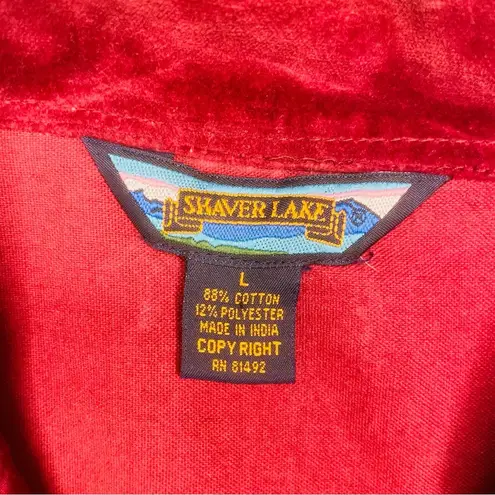 SHAVER LAKE ®
L
88% COTTON
12% POLYESTER
MADE IN INDIA
COPY RIGHT
RN 81492